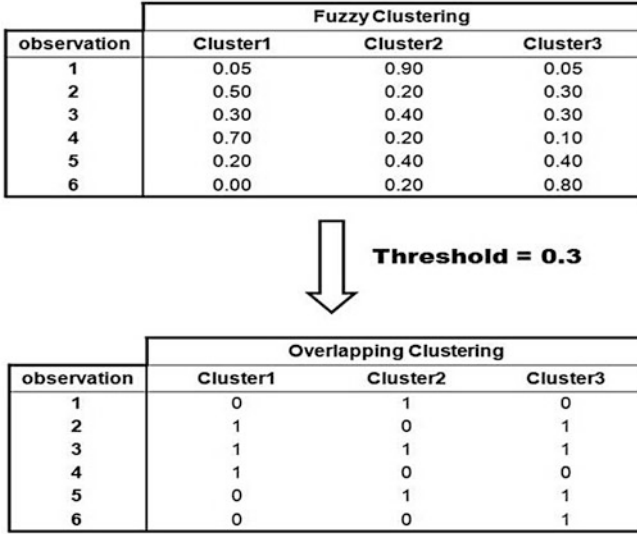 Fuzzy Clustering
observation Cluster1 Cluster2 Cluster3
1 0.05 0.90 0.05
2 0.50 0.20 0.30
3 0.30 0.40 0.30
4 0.70 0.20 0.10
5 0.20 0.40 0.40
6 0.00 0.20 0.80
Threshold = 0.3
Overlapping Clustering
observation Cluster1 Cluster2 Cluster3
1 0 1 0
2 1 0 1
3 1 1 1
4 1 0 0
5 0 1 1
6 0 0 1